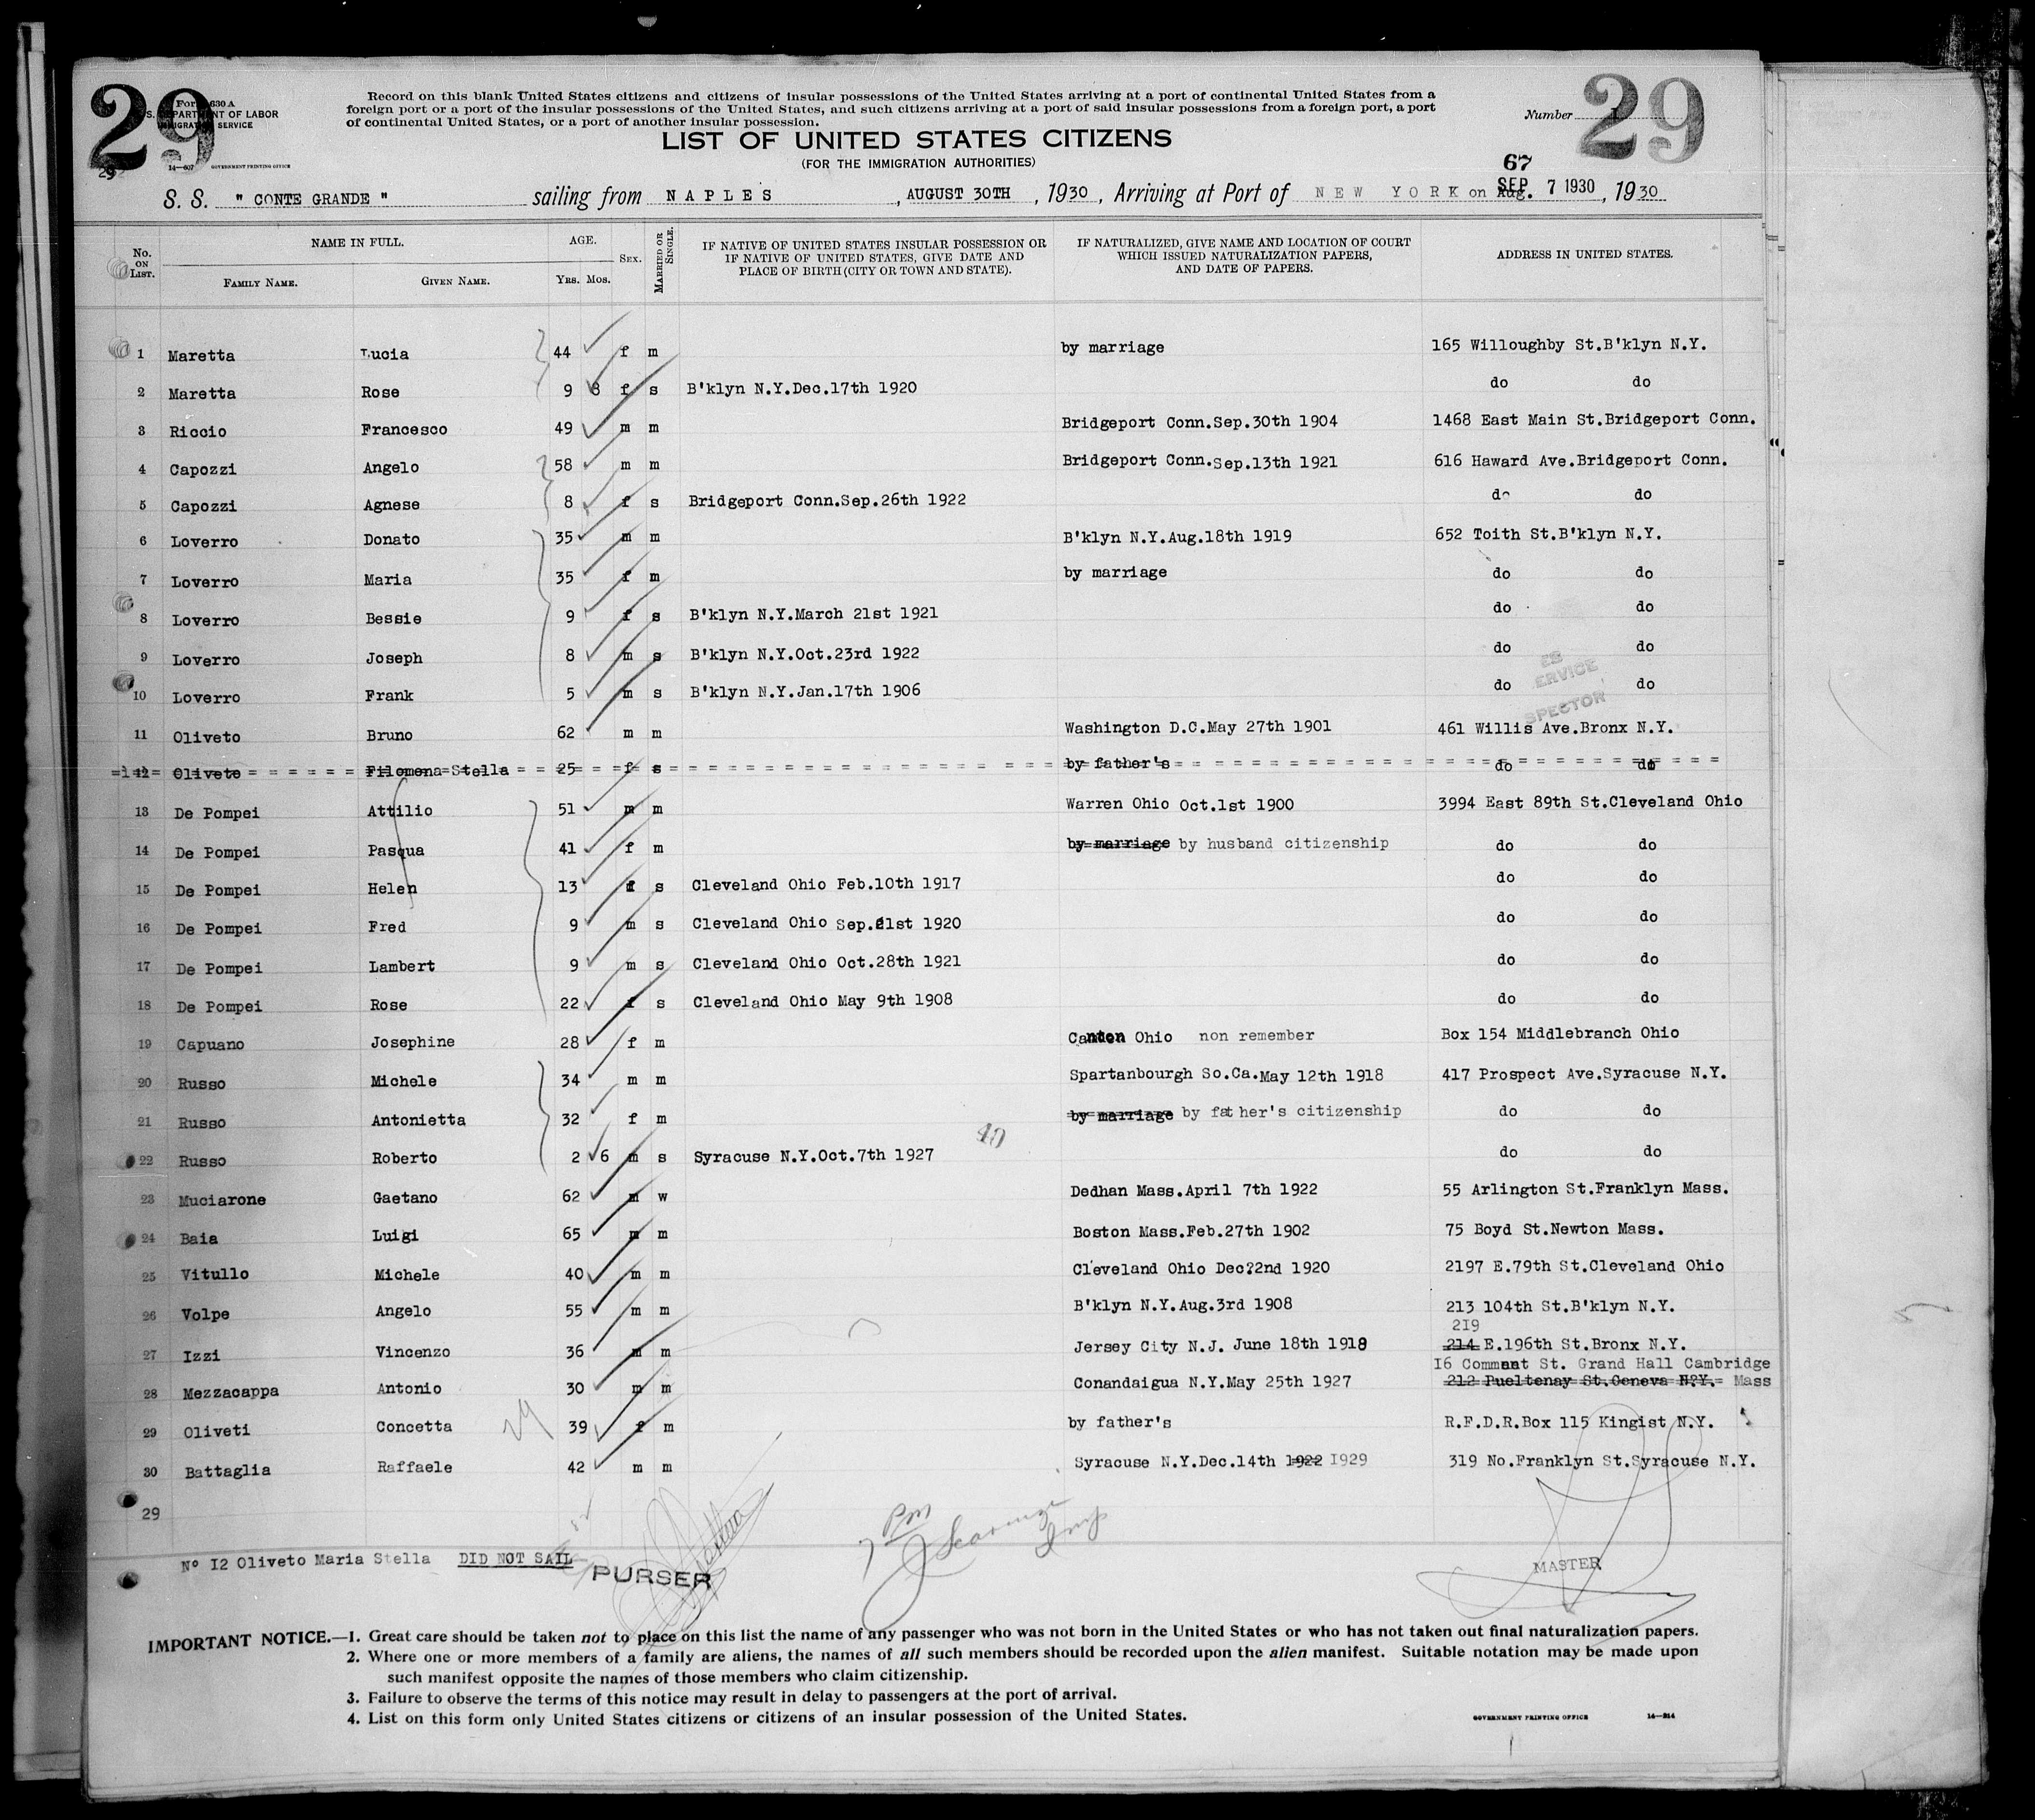 29
Form 630 A
U.S. DEPARTMENT OF LABOR
IMMIGRATION SERVICE
14—607 GOVERNMENT PRINTING OFFICE
29
Record on this blank United States citizens and citizens of insular possessions of the United States arriving at a port of continental United States from a
foreign port or a port of the insular possessions of the United States, and such citizens arriving at a port of said insular possessions from a foreign port, a port
of continental United States, or a port of another insular possession.
LIST OF UNITED STATES CITIZENS
(FOR THE IMMIGRATION AUTHORITIES)
Number I
29
67
S. S. " CONTE GRANDE " sailing from NAPLES, AUGUST 30TH, 1930, Arriving at Port of NEW YORK on Aug. SEP 7 1930, 1930
No. ON LIST. NAME IN FULL. FAMILY NAME. GIVEN NAME. AGE. YRS. MOS. SEX. MARRIED OR SINGLE. IF NATIVE OF UNITED STATES INSULAR POSSESSION OR IF NATIVE OF UNITED STATES, GIVE DATE AND PLACE OF BIRTH (CITY OR TOWN AND STATE). IF NATURALIZED, GIVE NAME AND LOCATION OF COURT WHICH ISSUED NATURALIZATION PAPERS, AND DATE OF PAPERS. ADDRESS IN UNITED STATES.
1 Maretta Lucia 44 f m by marriage 165 Willoughby St.B'klyn N.Y.
2 Maretta Rose 9 8 f s B'klyn N.Y.Dec.17th 1920 do do
3 Riccio Francesco 49 m m Bridgeport Conn.Sep.30th 1904 1468 East Main St.Bridgeport Conn.
4 Capozzi Angelo 58 m m Bridgeport Conn.Sep.13th 1921 616 Haward Ave.Bridgeport Conn.
5 Capozzi Agnese 8 f s Bridgeport Conn.Sep.26th 1922 do do
6 Loverro Donato 35 m m B'klyn N.Y.Aug.18th 1919 652 Toith St.B'klyn N.Y.
7 Loverro Maria 35 f m by marriage do do
8 Loverro Bessie 9 f s B'klyn N.Y.March 21st 1921 do do
9 Loverro Joseph 8 m s B'klyn N.Y.Oct.23rd 1922 do do
10 Loverro Frank 5 m s B'klyn N.Y.Jan.17th 1906 do do
ERVICE
SPECTOR
11 Oliveto Bruno 62 m m Washington D.C.May 27th 1901 461 Willis Ave.Bronx N.Y.
12 Oliveto Filomena Stella 25 f s by father's do do
13 De Pompei Attilio 51 m m Warren Ohio Oct.1st 1900 3994 East 89th St.Cleveland Ohio
14 De Pompei Pasqua 41 f m by marriage by husband citizenship do do
15 De Pompei Helen 13 f s Cleveland Ohio Feb.10th 1917 do do
16 De Pompei Fred 9 m s Cleveland Ohio Sep.21st 1920 do do
17 De Pompei Lambert 9 m s Cleveland Ohio Oct.28th 1921 do do
18 De Pompei Rose 22 f s Cleveland Ohio May 9th 1908 do do
19 Capuano Josephine 28 f m Canton Ohio non remember Box 154 Middlebranch Ohio
20 Russo Michele 34 m m Spartanbourgh So.Ca.May 12th 1918 417 Prospect Ave.Syracuse N.Y.
21 Russo Antonietta 32 f m by marriage by father's citizenship do do
22 Russo Roberto 2 6 m s Syracuse N.Y.Oct.7th 1927 do do
23 Muciarone Gaetano 62 m w Dedhan Mass.April 7th 1922 55 Arlington St.Franklyn Mass.
24 Baia Luigi 65 m m Boston Mass.Feb.27th 1902 75 Boyd St.Newton Mass.
25 Vitullo Michele 40 m m Cleveland Ohio Dec.22nd 1920 2197 E.79th St.Cleveland Ohio
26 Volpe Angelo 55 m m B'klyn N.Y.Aug.3rd 1908 213 104th St.B'klyn N.Y.
219
27 Izzi Vincenzo 36 m m Jersey City N.J. June 18th 1918 214 E.196th St.Bronx N.Y.
16 Commant St. Grand Hall Cambridge
28 Mezzacappa Antonio 30 m m Conandaigua N.Y.May 25th 1927 212 Pueltenay St.Geneva N.Y. Mass
29 Oliveti Concetta 39 f m by father's R.F.D.R.Box 115 Kingist N.Y.
30 Battaglia Raffaele 42 m m Syracuse N.Y.Dec.14th 1922 1929 319 No.Franklyn St.Syracuse N.Y.
29
Nº 12 Oliveto Maria Stella DID NOT SAIL
PURSER
MASTER
IMPORTANT NOTICE.—1. Great care should be taken not to place on this list the name of any passenger who was not born in the United States or who has not taken out final naturalization papers.
2. Where one or more members of a family are aliens, the names of all such members should be recorded upon the alien manifest. Suitable notation may be made upon
such manifest opposite the names of those members who claim citizenship.
3. Failure to observe the terms of this notice may result in delay to passengers at the port of arrival.
4. List on this form only United States citizens or citizens of an insular possession of the United States.
GOVERNMENT PRINTING OFFICE 14—214